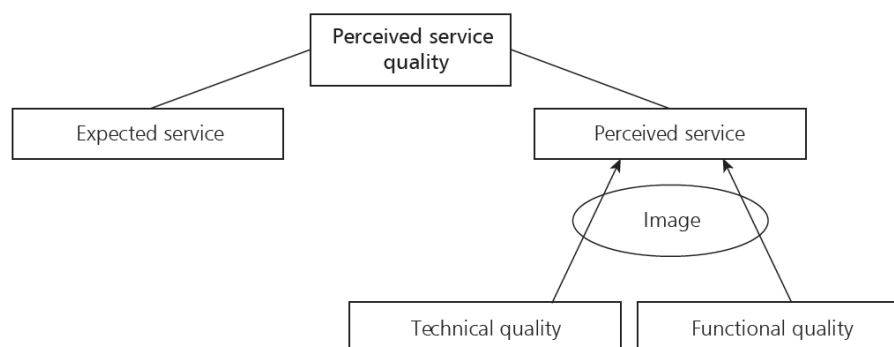 Perceived service
quality
Expected service
Perceived service
Image
Technical quality
Functional quality